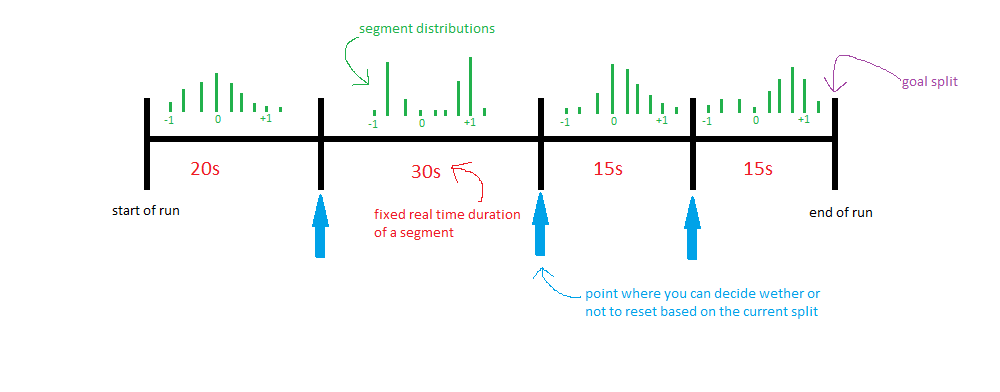 segment distributions
goal split
-1 0 +1
-1 0 +1
-1 0 +1
-1 0 +1
20s
30s
15s
15s
start of run
fixed real time duration
of a segment
end of run
point where you can decide wether or
not to reset based on the current split